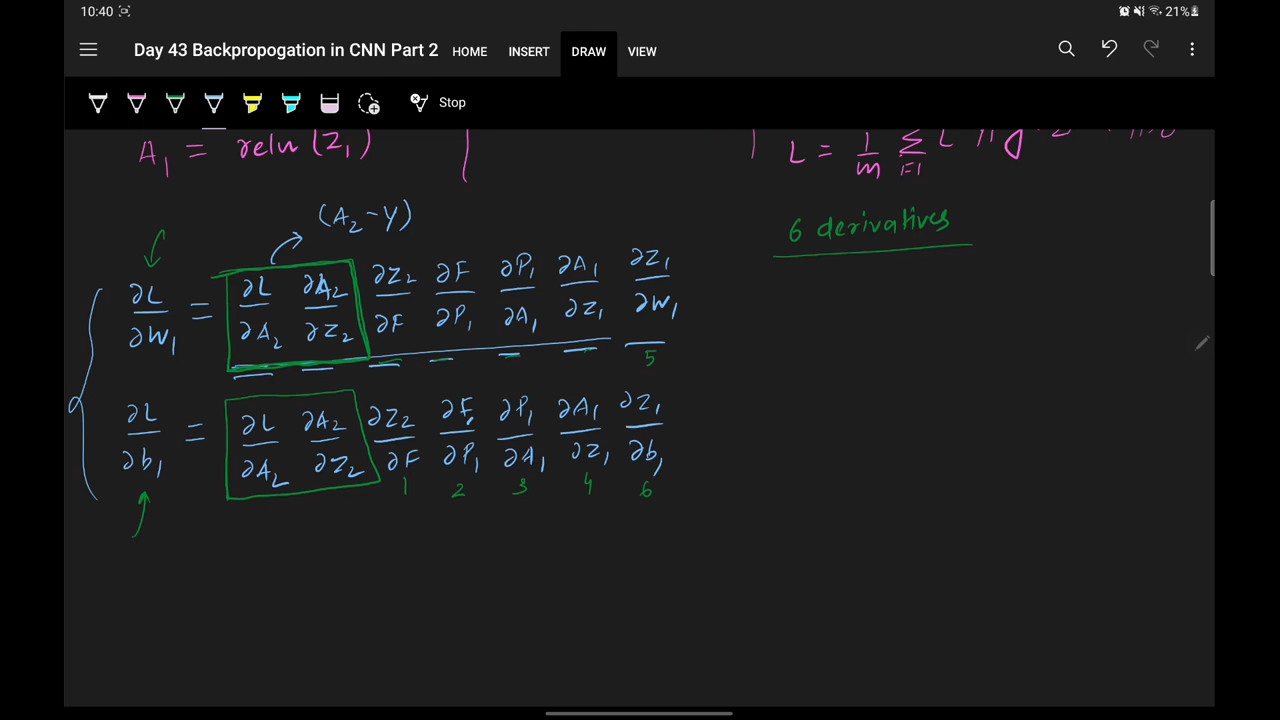 10:40 21%
Day 43 Backpropogation in CNN Part 2 HOME INSERT DRAW VIEW
Stop
A₁ = relu (Z₁)
L = 1/m Σ i=1
(A₂ - Y)
6 derivatives
∂L/∂W₁ = ∂L/∂A₂ ∂A₂/∂Z₂ ∂Z₂/∂F ∂F/∂P₁ ∂P₁/∂A₁ ∂A₁/∂Z₁ ∂Z₁/∂W₁
5
∂L/∂b₁ = ∂L/∂A₂ ∂A₂/∂Z₂ ∂Z₂/∂F ∂F/∂P₁ ∂P₁/∂A₁ ∂A₁/∂Z₁ ∂Z₁/∂b₁
1 2 3 4 6